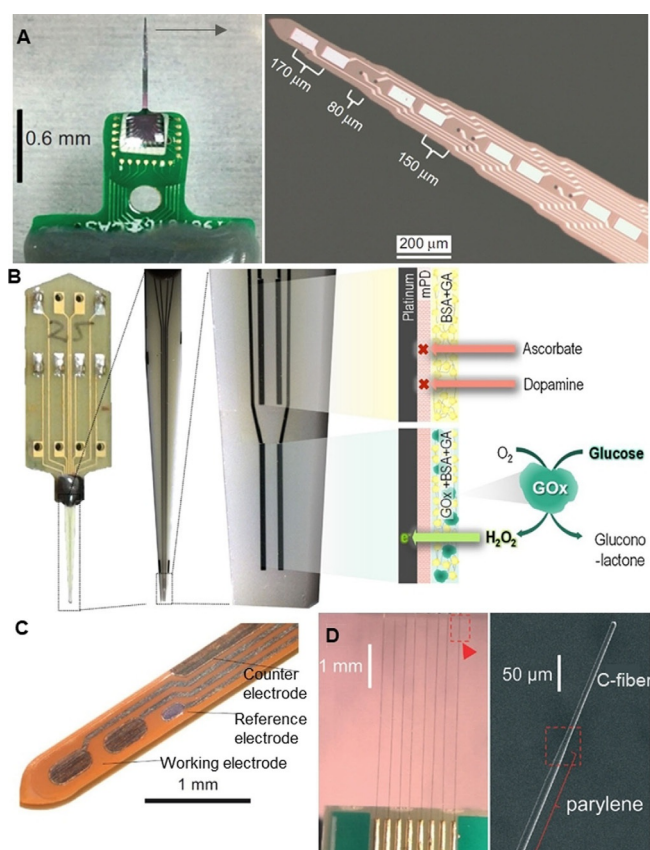 A
0.6 mm
170 µm
80 µm
150 µm
200 µm
B
25
Platinum
mPD
BSA+GA
Ascorbate
Dopamine
GOx +BSA+GA
O₂
Glucose
GOx
e⁻
H₂O₂
Glucono
-lactone
C
Counter
electrode
Reference
electrode
Working electrode
1 mm
D
1 mm
50 µm
C-fiber
parylene